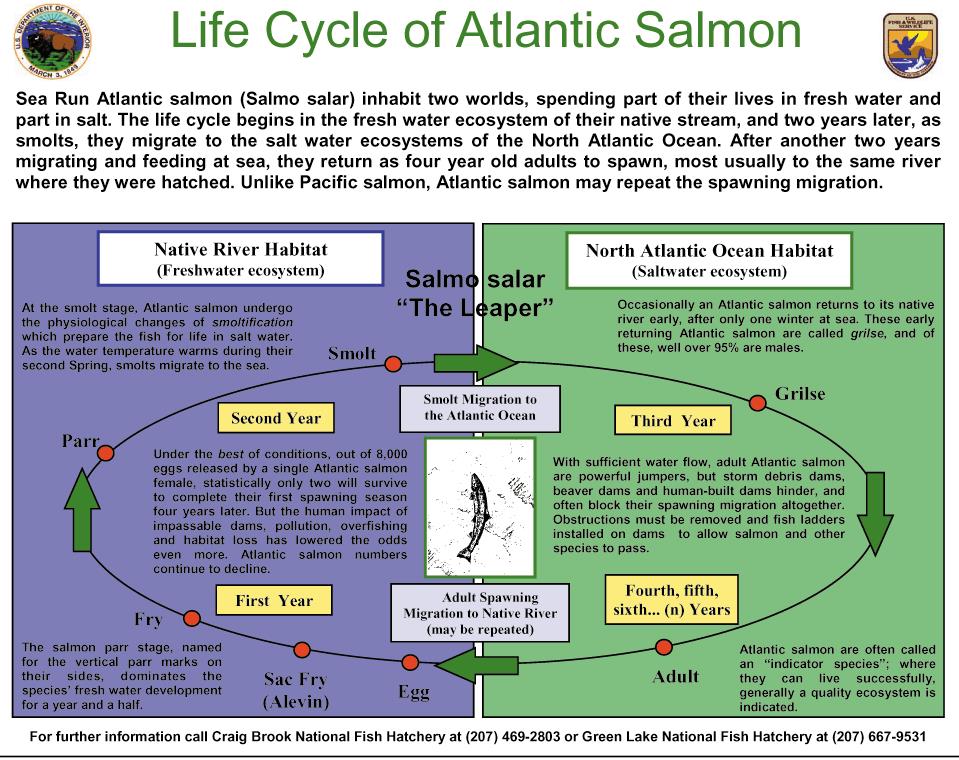 Life Cycle of Atlantic Salmon
U.S. DEPARTMENT OF THE INTERIOR
MARCH 3, 1849
U.S.
FISH & WILDLIFE
SERVICE
Sea Run Atlantic salmon (Salmo salar) inhabit two worlds, spending part of their lives in fresh water and
part in salt. The life cycle begins in the fresh water ecosystem of their native stream, and two years later, as
smolts, they migrate to the salt water ecosystems of the North Atlantic Ocean. After another two years
migrating and feeding at sea, they return as four year old adults to spawn, most usually to the same river
where they were hatched. Unlike Pacific salmon, Atlantic salmon may repeat the spawning migration.
Native River Habitat
(Freshwater ecosystem)
North Atlantic Ocean Habitat
(Saltwater ecosystem)
Salmo salar
“The Leaper”
At the smolt stage, Atlantic salmon undergo
the physiological changes of smoltification
which prepare the fish for life in salt water.
As the water temperature warms during their
second Spring, smolts migrate to the sea.
Occasionally an Atlantic salmon returns to its native
river early, after only one winter at sea. These early
returning Atlantic salmon are called grilse, and of
these, well over 95% are males.
Smolt
Grilse
Smolt Migration to
the Atlantic Ocean
Second Year
Third Year
Parr
Under the best of conditions, out of 8,000
eggs released by a single Atlantic salmon
female, statistically only two will survive
to complete their first spawning season
four years later. But the human impact of
impassable dams, pollution, overfishing
and habitat loss has lowered the odds
even more. Atlantic salmon numbers
continue to decline.
With sufficient water flow, adult Atlantic salmon
are powerful jumpers, but storm debris dams,
beaver dams and human-built dams hinder, and
often block their spawning migration altogether.
Obstructions must be removed and fish ladders
installed on dams to allow salmon and other
species to pass.
First Year
Adult Spawning
Migration to Native River
(may be repeated)
Fourth, fifth,
sixth... (n) Years
Fry
The salmon parr stage, named
for the vertical parr marks on
their sides, dominates the
species’ fresh water development
for a year and a half.
Sac Fry
(Alevin)
Egg
Adult
Atlantic salmon are often called
an “indicator species”; where
they can live successfully,
generally a quality ecosystem is
indicated.
For further information call Craig Brook National Fish Hatchery at (207) 469-2803 or Green Lake National Fish Hatchery at (207) 667-9531